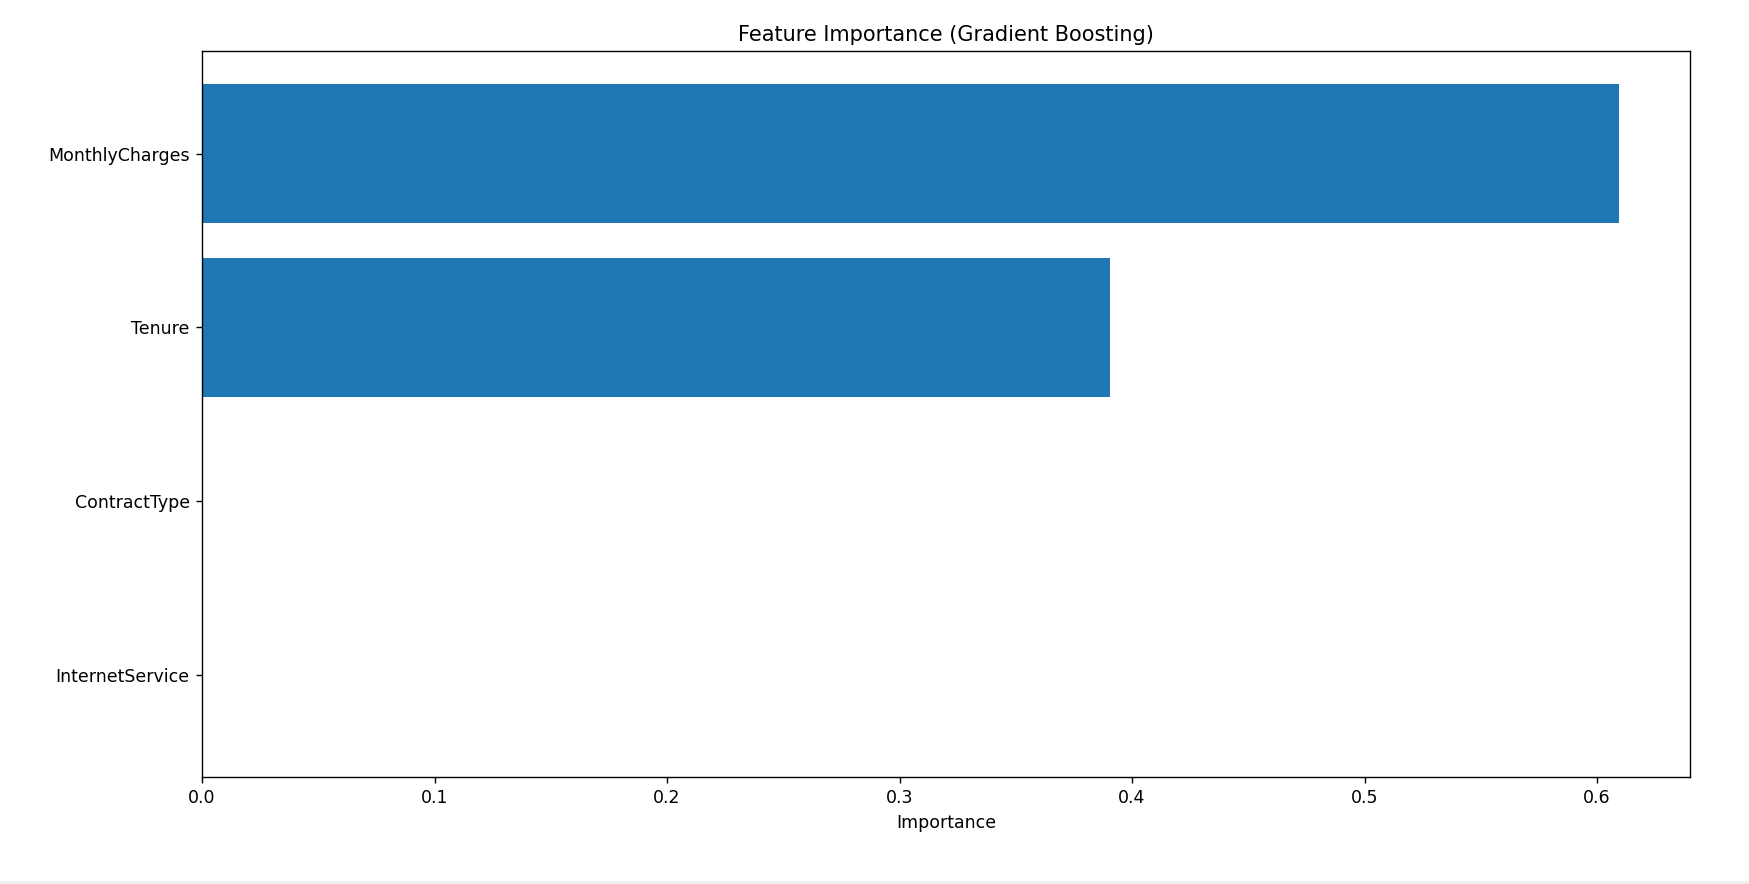 Feature Importance (Gradient Boosting)
MonthlyCharges
Tenure
ContractType
InternetService
0.0 0.1 0.2 0.3 0.4 0.5 0.6
Importance